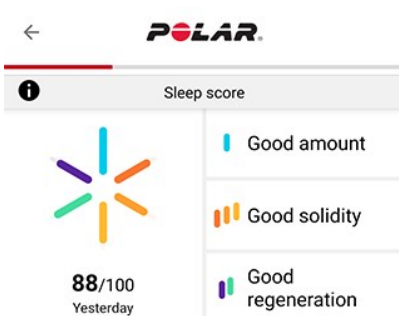 POLAR
Sleep score
Good amount
Good solidity
88/100
Yesterday
Good
regeneration